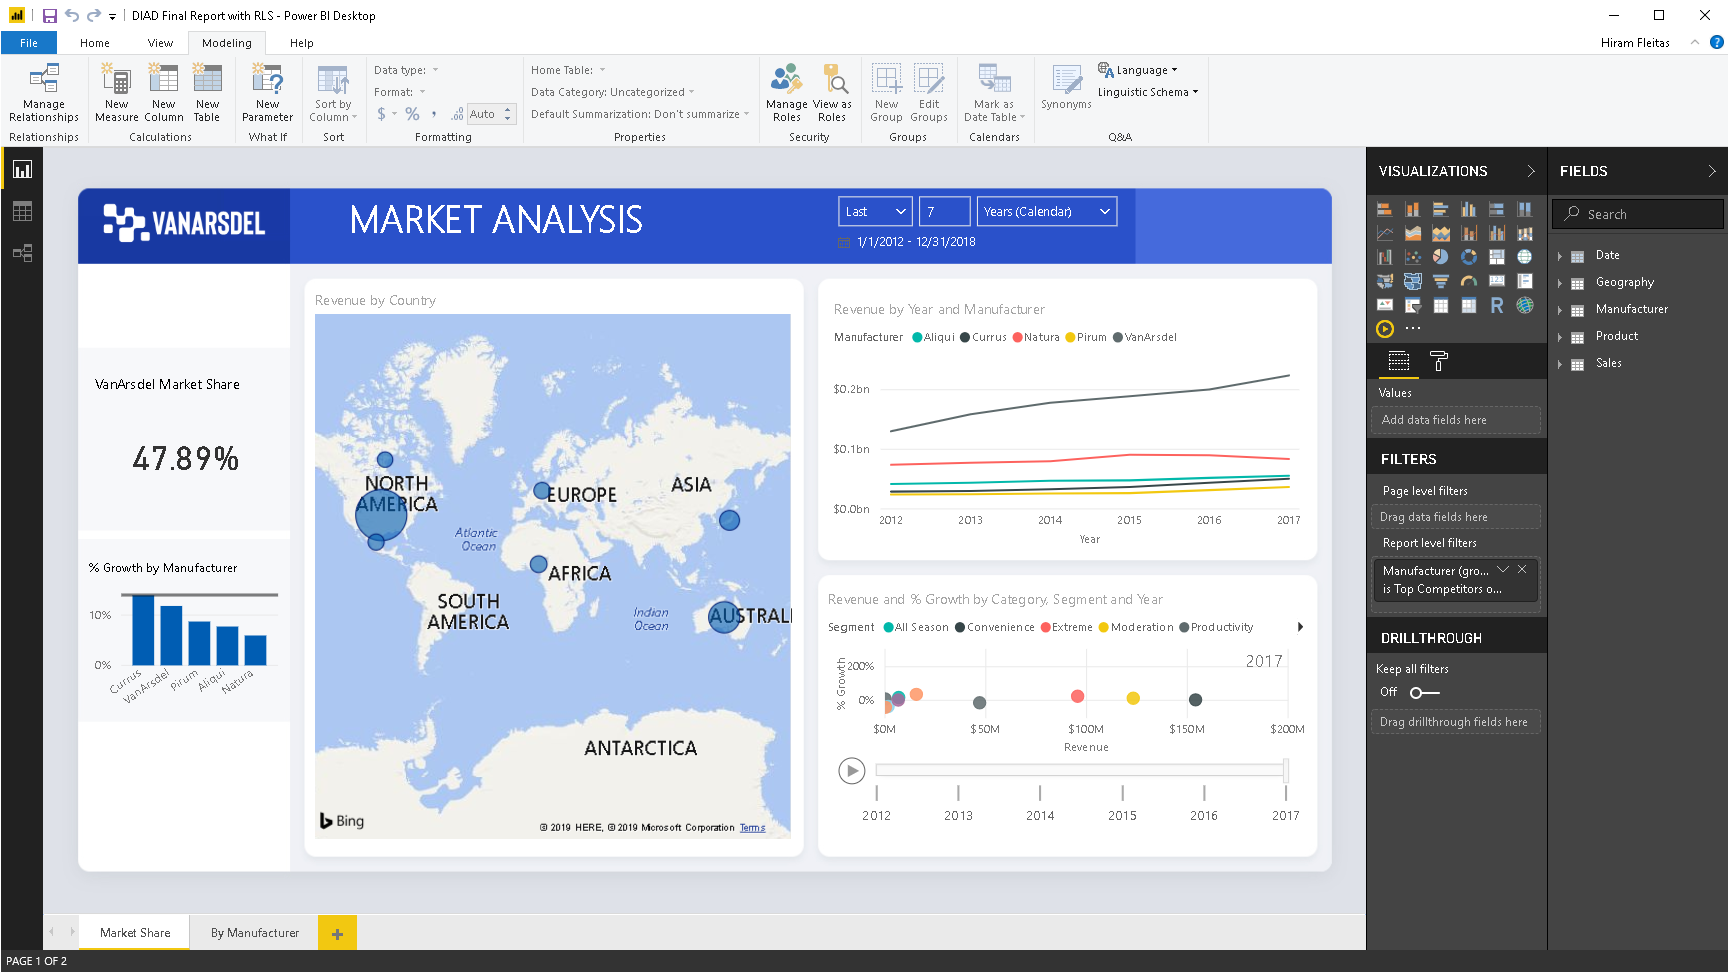 DIAD Final Report with RLS - Power BI Desktop
File Home View Modeling Help
Hiram Fleitas
Manage Relationships
New Measure
New Column
New Table
New Parameter
Sort by Column
Data type:
Format:
$ % , .00 Auto
Home Table:
Data Category: Uncategorized
Default Summarization: Don't summarize
Manage Roles
View as Roles
New Group
Edit Groups
Mark as Date Table
Synonyms
Language
Linguistic Schema
Relationships Calculations What If Sort Formatting Properties Security Groups Calendars Q&A
VANARSDEL
MARKET ANALYSIS
Last 7 Years (Calendar)
1/1/2012 - 12/31/2018
VanArsdel Market Share
47.89%
% Growth by Manufacturer
10%
0%
Currus
VanArsdel
Pirum
Aliqui
Natura
Revenue by Country
NORTH
AMERICA
EUROPE
ASIA
Atlantic
Ocean
AFRICA
SOUTH
AMERICA
Indian
Ocean
AUSTRALI
ANTARCTICA
Bing
© 2019 HERE, © 2019 Microsoft Corporation Terms
Revenue by Year and Manufacturer
Manufacturer Aliqui Currus Natura Pirum VanArsdel
$0.2bn
$0.1bn
$0.0bn
2012 2013 2014 2015 2016 2017
Year
Revenue and % Growth by Category, Segment and Year
Segment All Season Convenience Extreme Moderation Productivity
% Growth
2017
200%
0%
$0M $50M $100M $150M $200M
Revenue
2012 2013 2014 2015 2016 2017
VISUALIZATIONS
R
123
Values
Add data fields here
FILTERS
Page level filters
Drag data fields here
Report level filters
Manufacturer (gro...
is Top Competitors o...
DRILLTHROUGH
Keep all filters
Off
Drag drillthrough fields here
FIELDS
Search
Date
Geography
Manufacturer
Product
Sales
Market Share By Manufacturer +
PAGE 1 OF 2